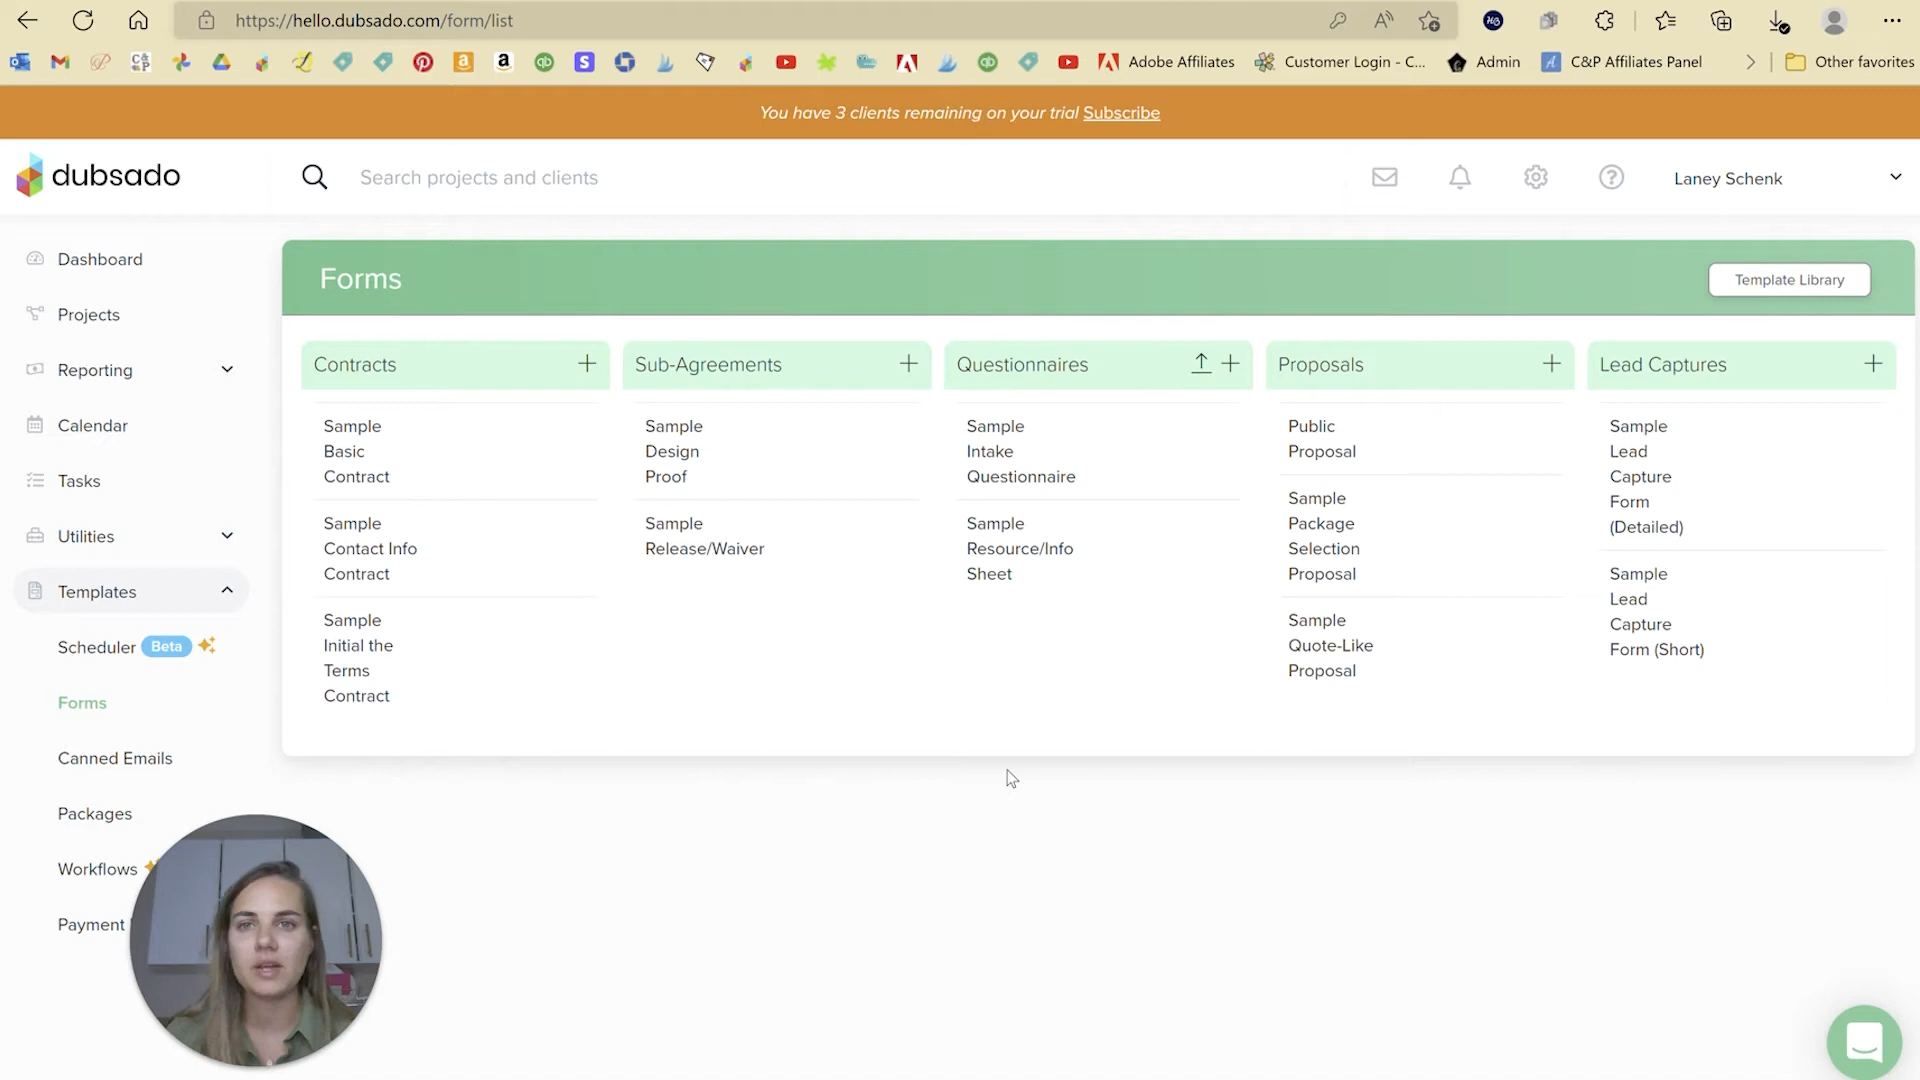 https://hello.dubsado.com/form/list
Adobe Affiliates
Customer Login - C...
Admin
C&P Affiliates Panel
Other favorites
You have 3 clients remaining on your trial Subscribe
dubsado
Search projects and clients
Laney Schenk
Dashboard
Projects
Reporting
Calendar
Tasks
Utilities
Templates
Scheduler Beta
Forms
Canned Emails
Packages
Workflows
Payment
Forms
Template Library
Contracts
Sample
Basic
Contract
Sample
Contact Info
Contract
Sample
Initial the
Terms
Contract
Sub-Agreements
Sample
Design
Proof
Sample
Release/Waiver
Questionnaires
Sample
Intake
Questionnaire
Sample
Resource/Info
Sheet
Proposals
Public
Proposal
Sample
Package
Selection
Proposal
Sample
Quote-Like
Proposal
Lead Captures
Sample
Lead
Capture
Form
(Detailed)
Sample
Lead
Capture
Form (Short)